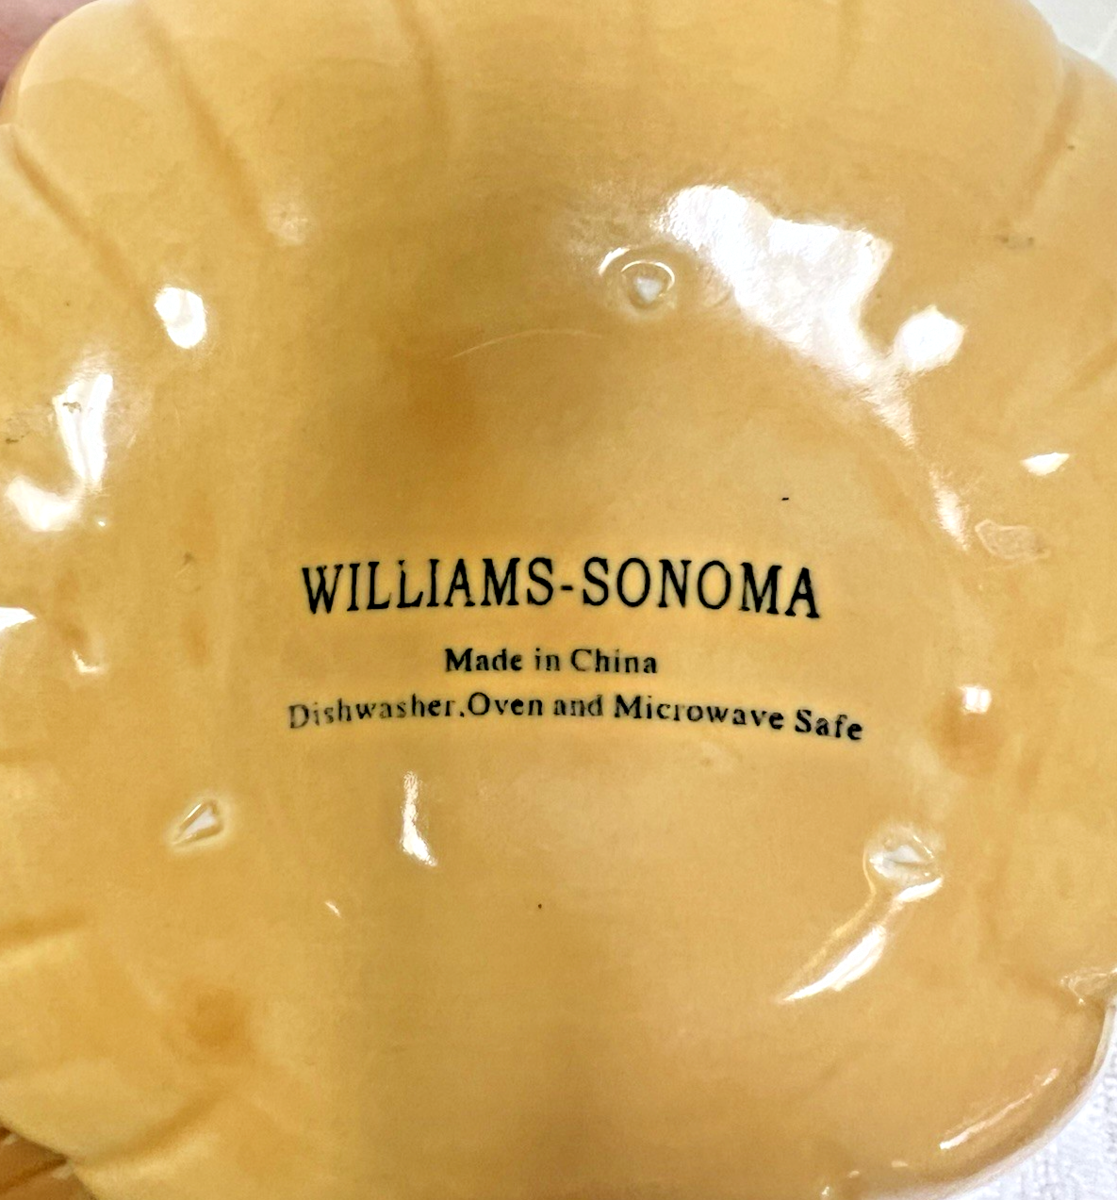 WILLIAMS-SONOMA
Made in China
Dishwasher.Oven and Microwave Safe